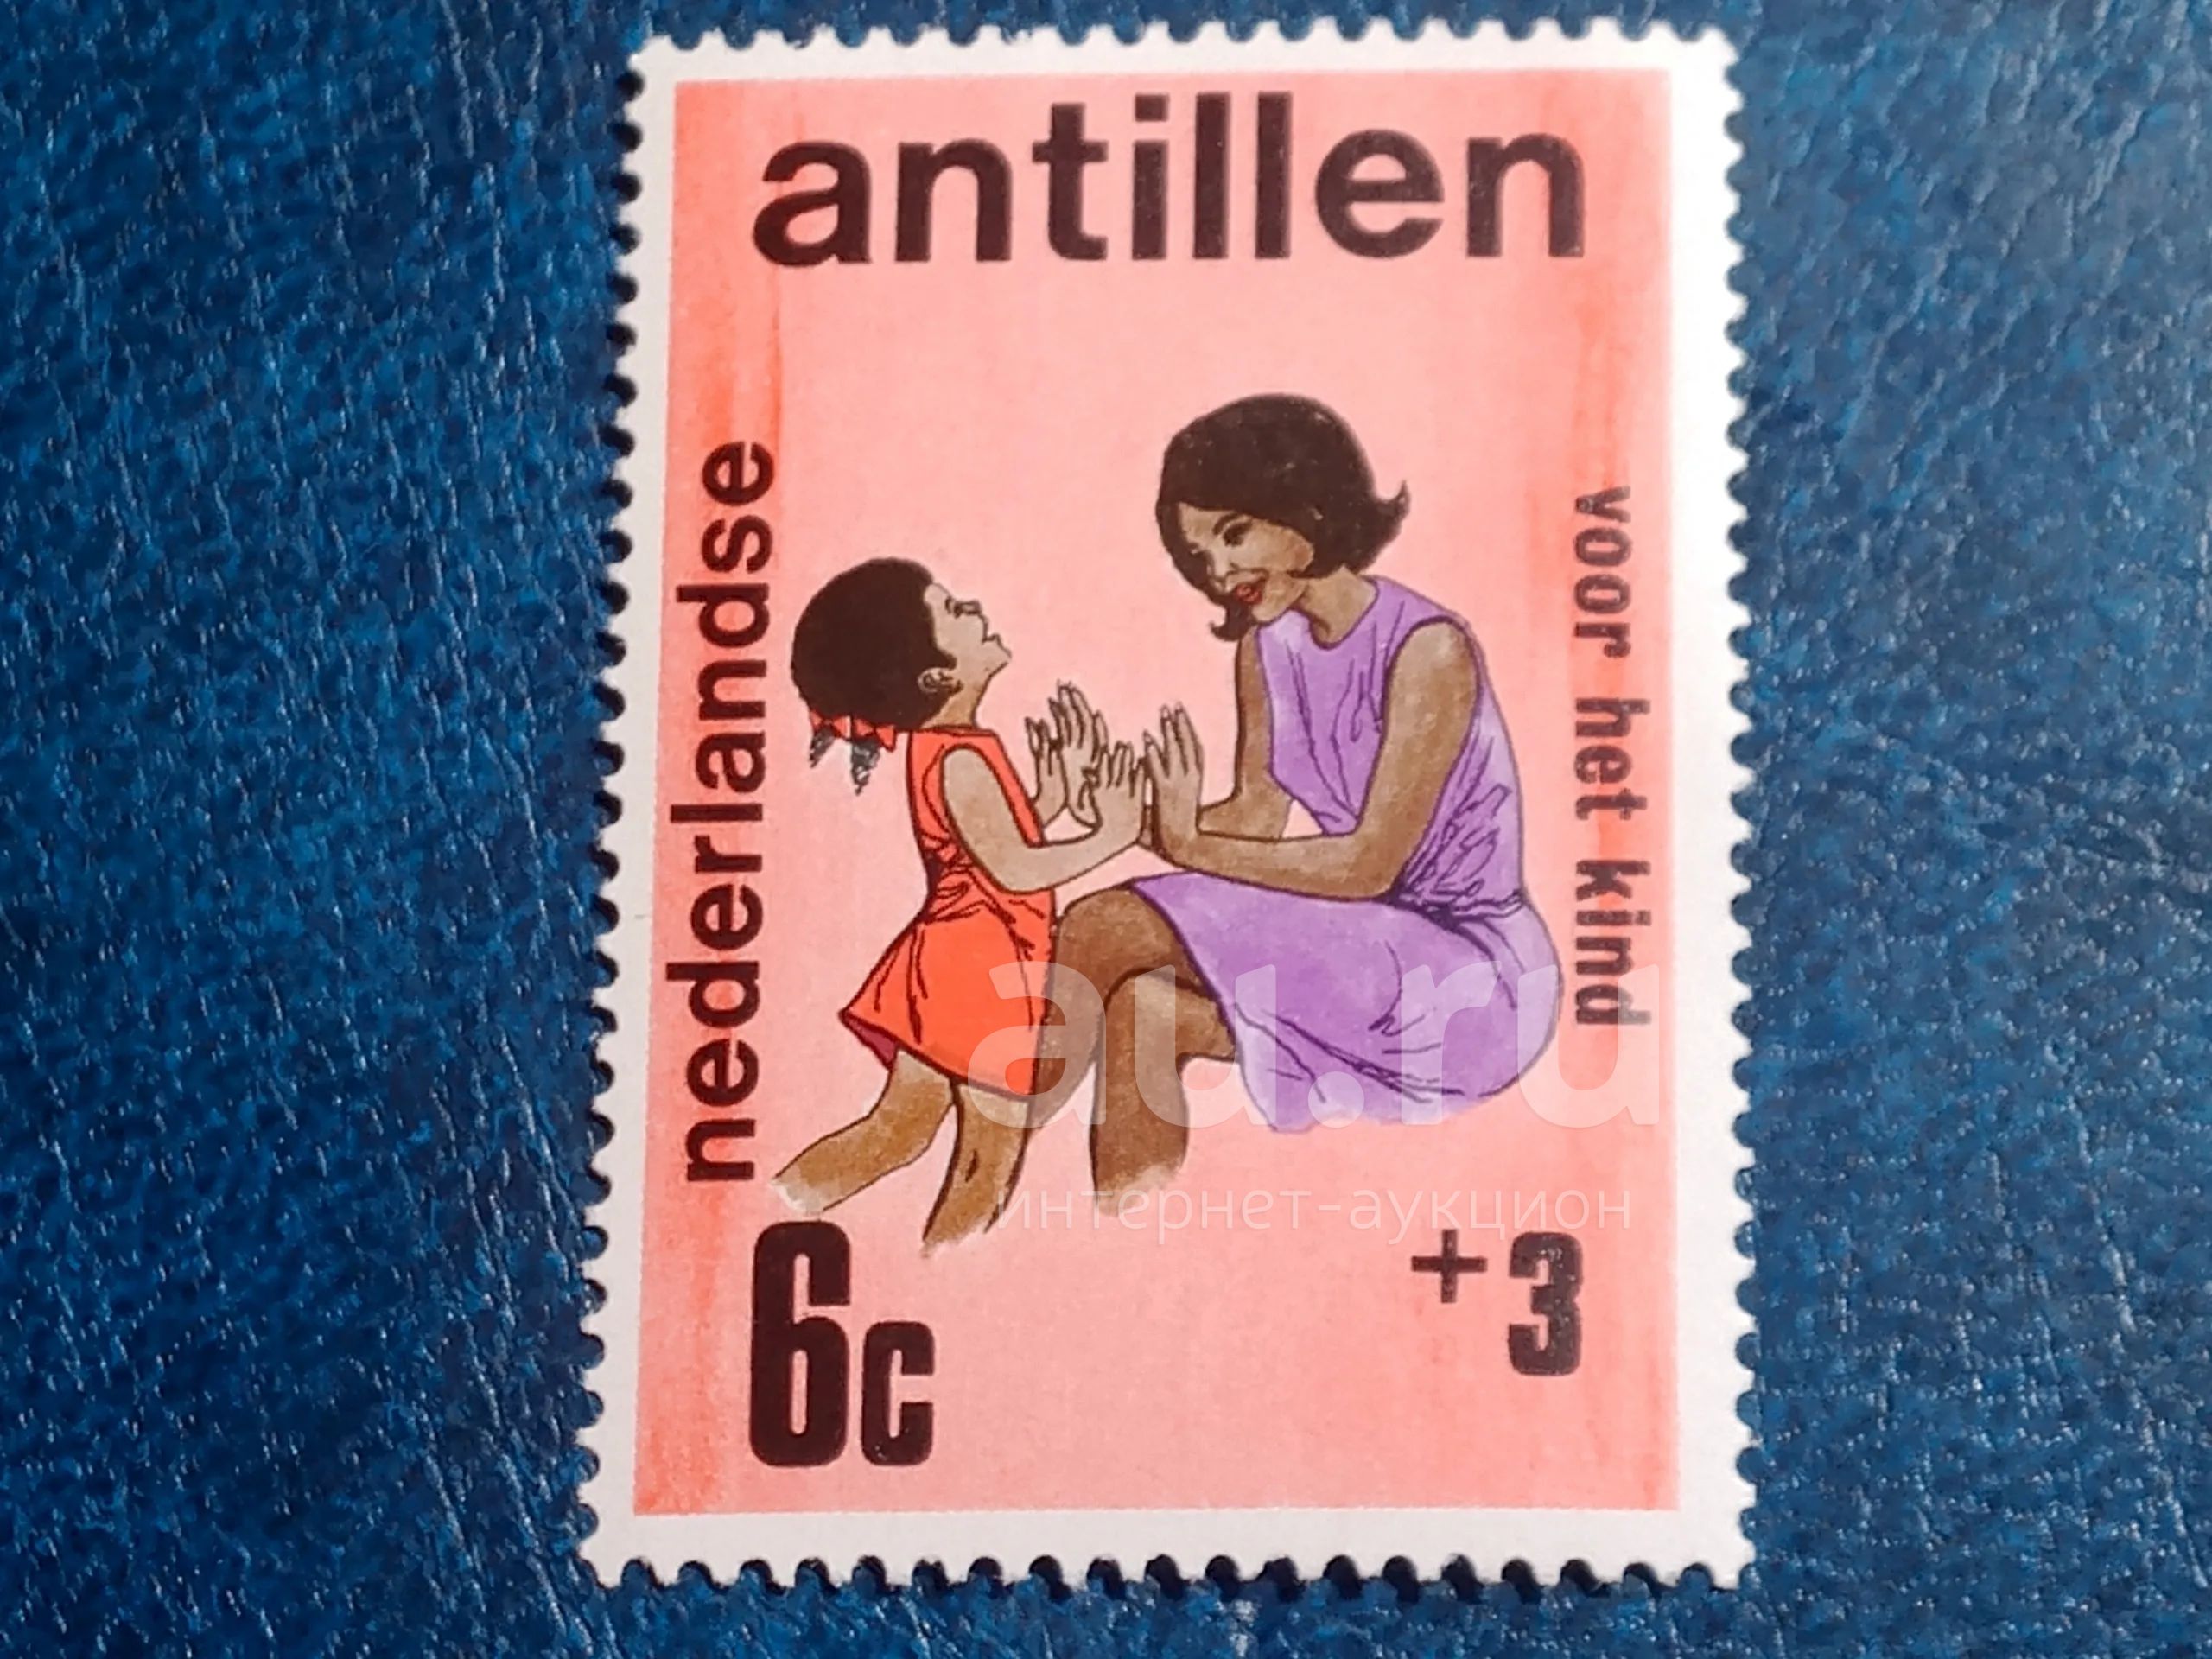 antillen
nederlandse
voor het kind
au.ru
интернет-аукцион
6c
+3